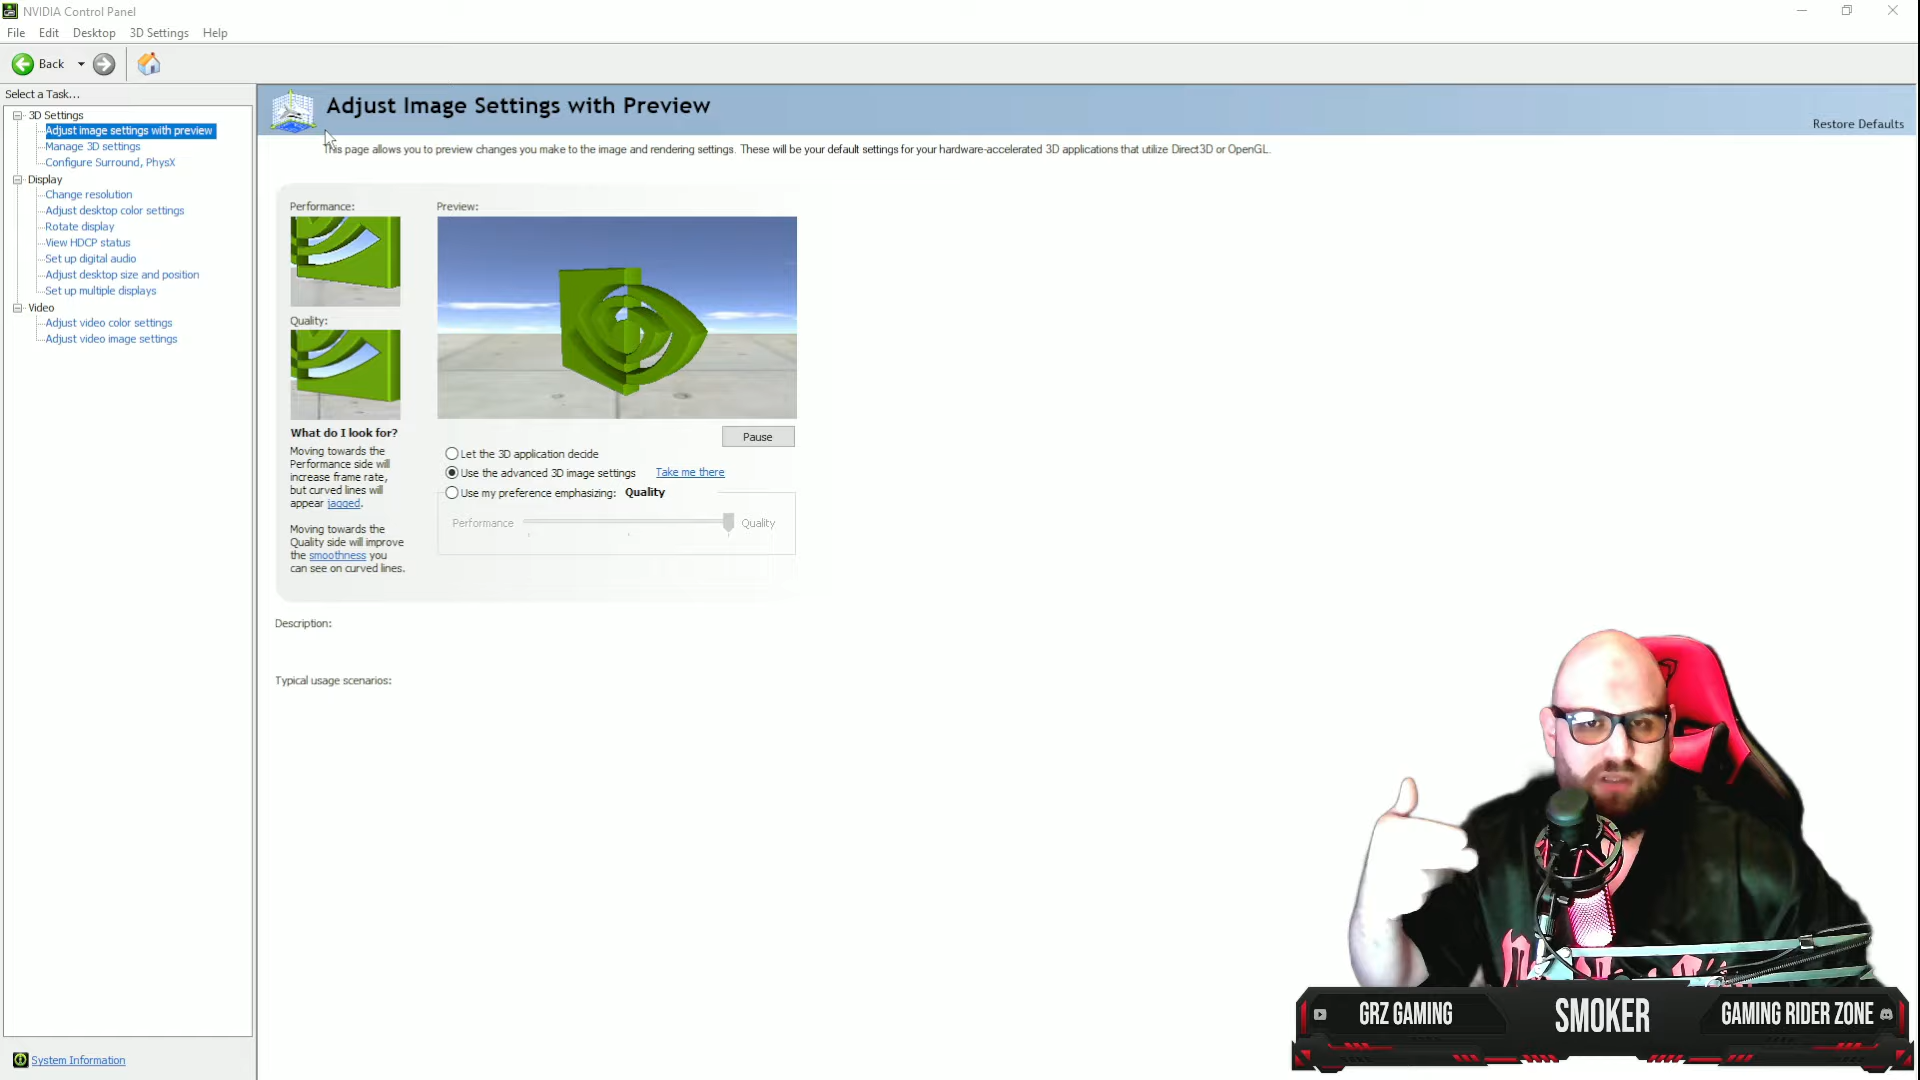 NVIDIA Control Panel
File Edit Desktop 3D Settings Help
Back
Select a Task...
3D Settings
Adjust image settings with preview
Manage 3D settings
Configure Surround, PhysX
Display
Change resolution
Adjust desktop color settings
Rotate display
View HDCP status
Set up digital audio
Adjust desktop size and position
Set up multiple displays
Video
Adjust video color settings
Adjust video image settings
System Information
Adjust Image Settings with Preview
Restore Defaults
This page allows you to preview changes you make to the image and rendering settings. These will be your default settings for your hardware-accelerated 3D applications that utilize Direct3D or OpenGL.
Performance:
Quality:
What do I look for?
Moving towards the
Performance side will
increase frame rate,
but curved lines will
appear jagged.
Moving towards the
Quality side will improve
the smoothness you
can see on curved lines.
Preview:
Pause
Let the 3D application decide
Use the advanced 3D image settings Take me there
Use my preference emphasizing: Quality
Performance Quality
Description:
Typical usage scenarios:
GRZ GAMING SMOKER GAMING RIDER ZONE